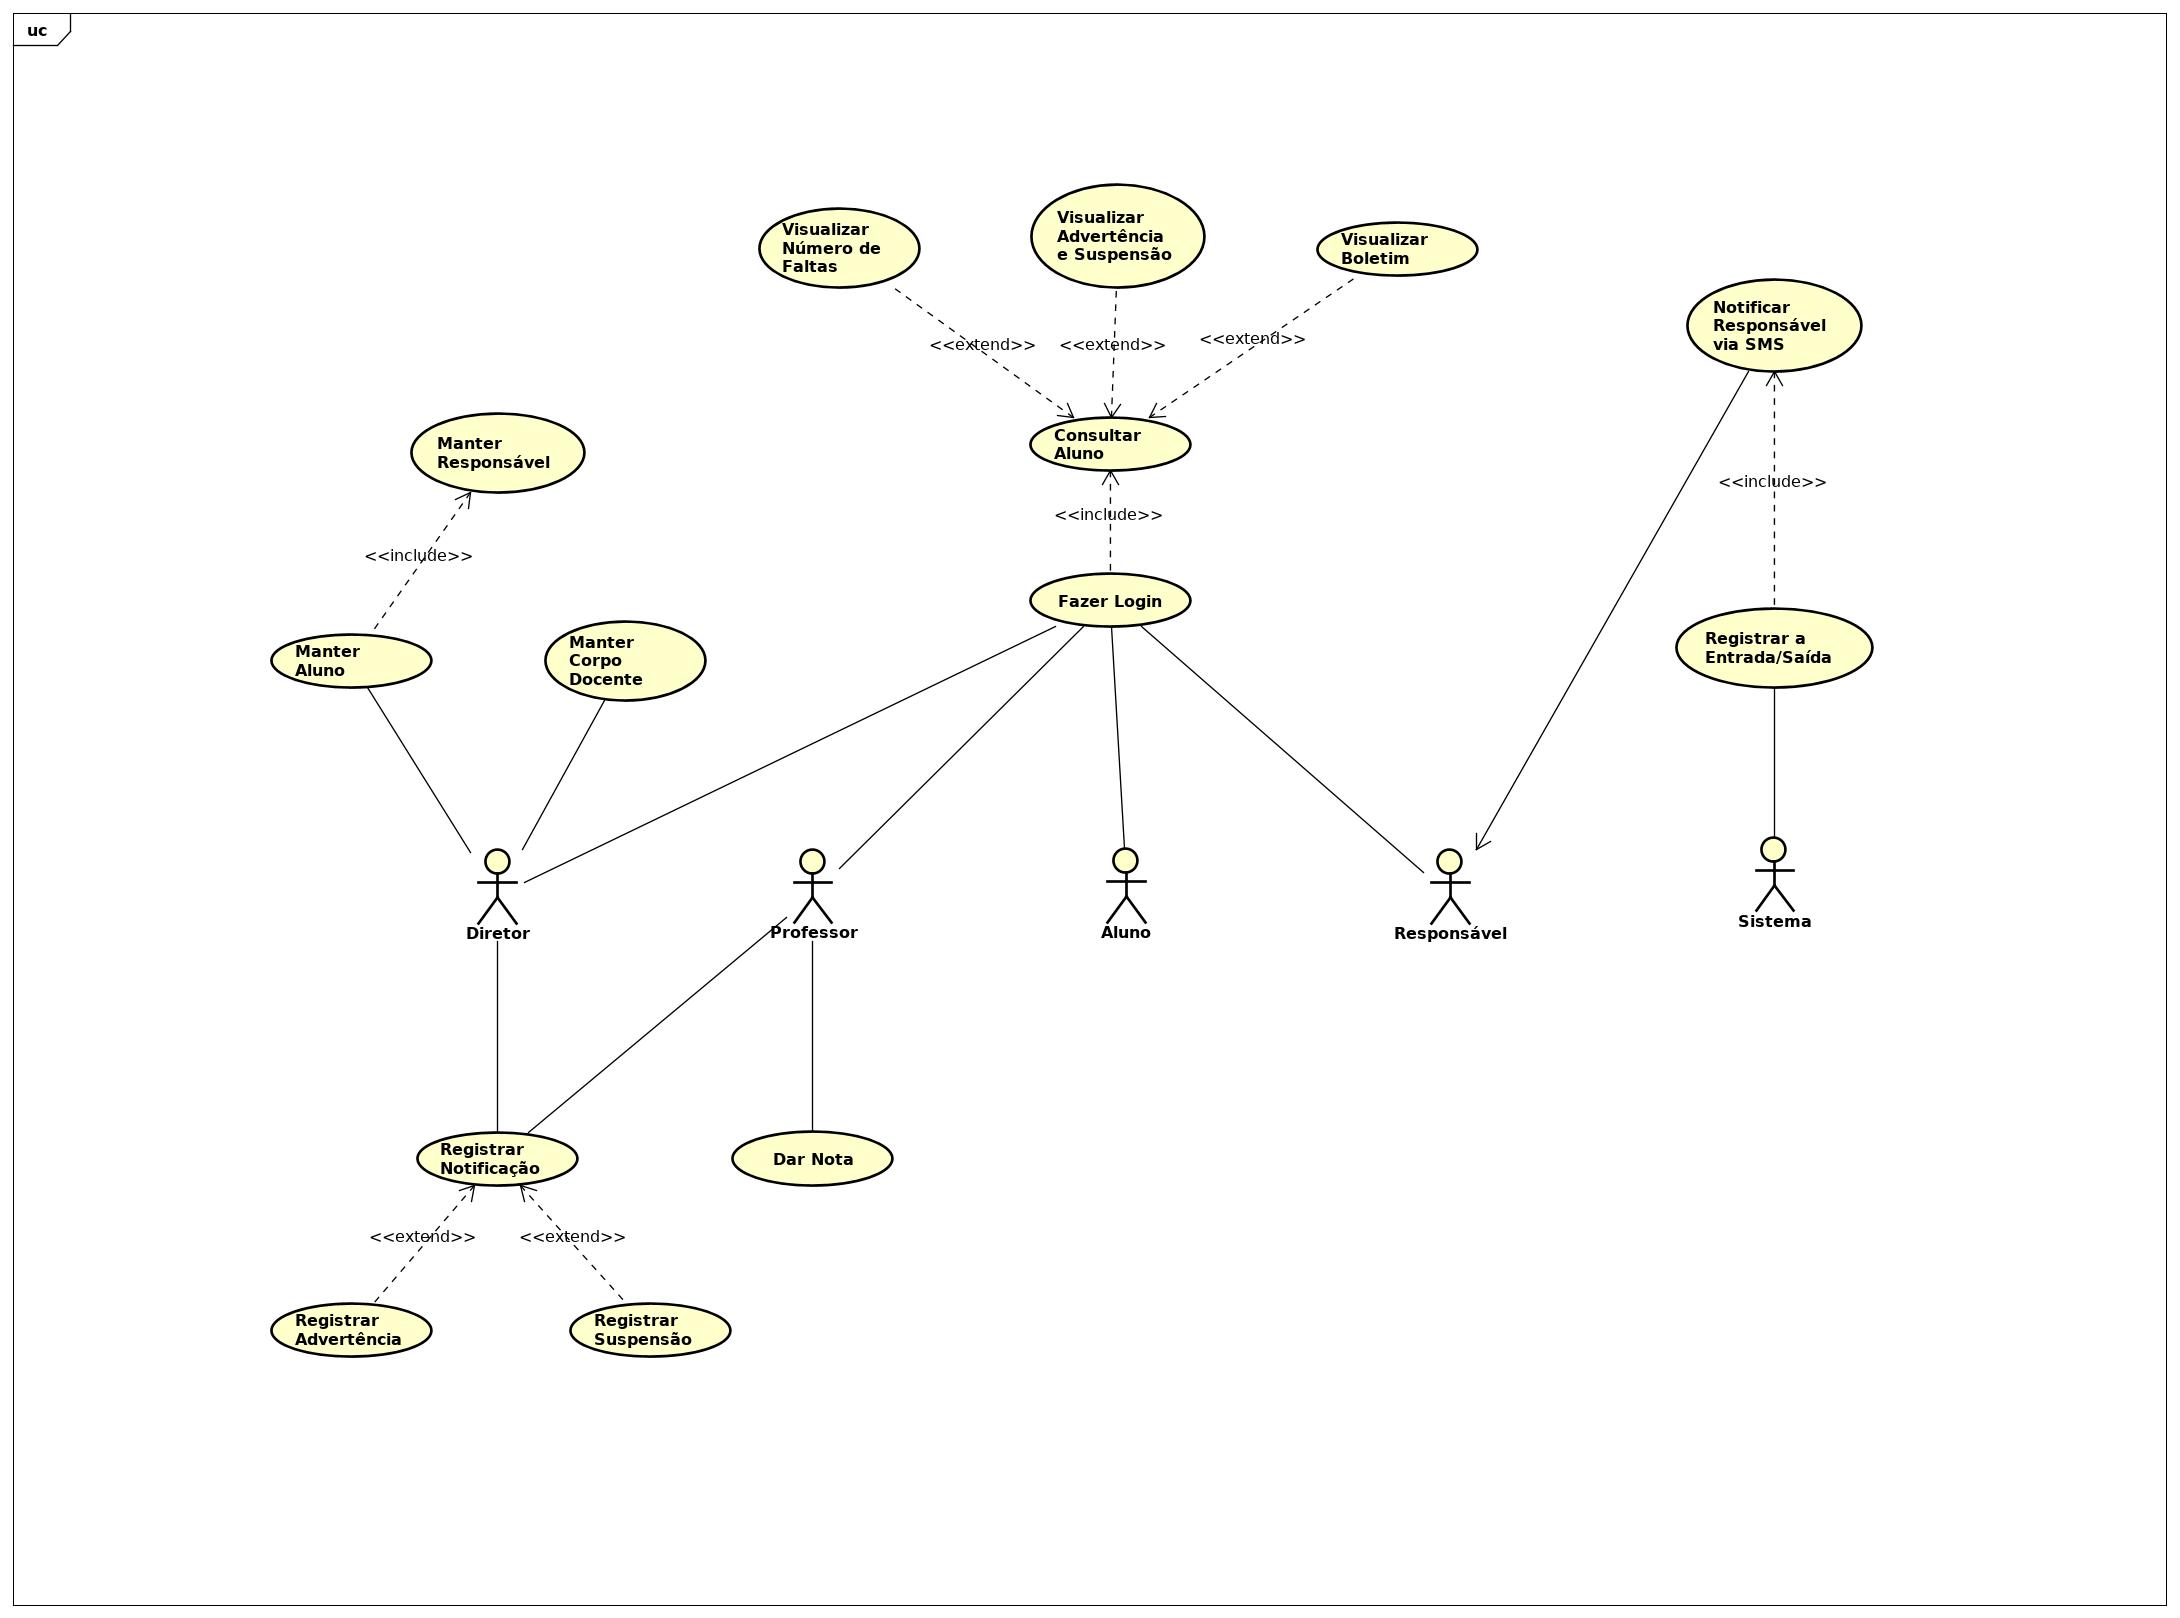 uc
Visualizar
Número de
Faltas
Visualizar
Advertência
e Suspensão
Visualizar
Boletim
Notificar
Responsável
via SMS
<<extend>>
<<extend>>
<<extend>>
Manter
Responsável
Consultar
Aluno
<<include>>
<<include>>
<<include>>
Manter
Aluno
Manter
Corpo
Docente
Fazer Login
Registrar a
Entrada/Saída
Diretor
Professor
Aluno
Responsável
Sistema
Registrar
Notificação
Dar Nota
<<extend>>
<<extend>>
Registrar
Advertência
Registrar
Suspensão